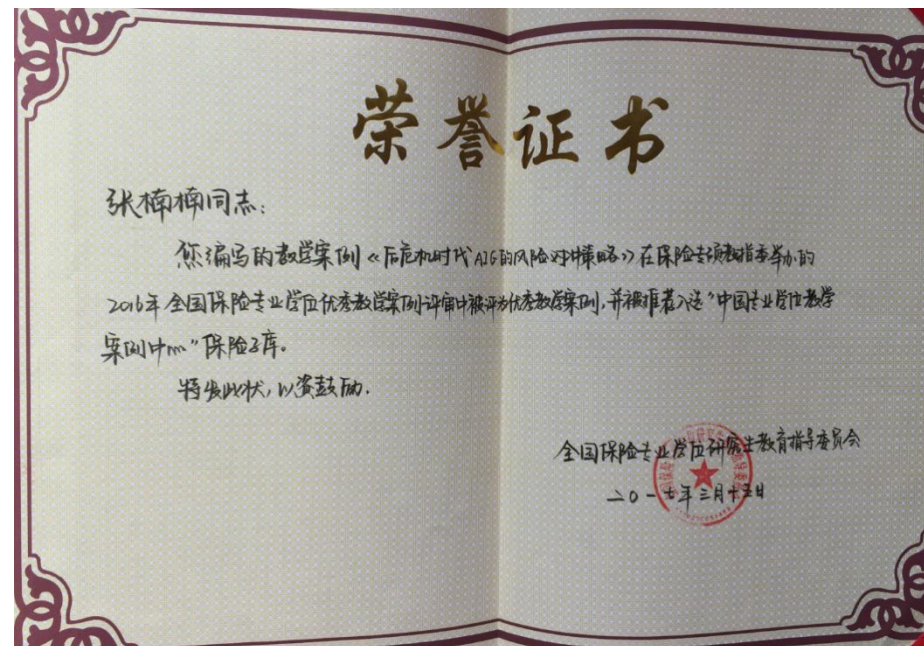 荣誉证书
张楠楠同志：
您编写的教学案例《后危机时代AIG的风险对冲策略》在保险专硕教指委举办的
2016年全国保险专业学位优秀教学案例评审中被评为优秀教学案例，并被推荐入选"中国专业学位教学
案例中心"保险子库。
特发此状，以资鼓励.
全国保险专业学位研究生教育指导委员会
二0一七年三月十五日